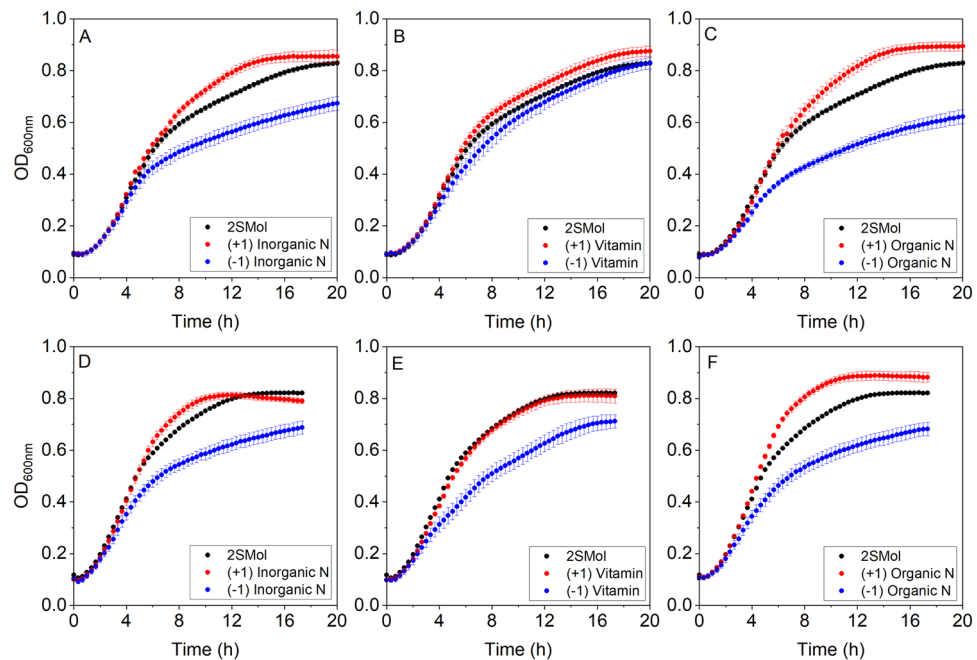 A
OD600nm
1.0
0.8
0.6
0.4
0.2
0.0
2SMol
(+1) Inorganic N
(-1) Inorganic N
0 4 8 12 16 20
Time (h)
B
1.0
0.8
0.6
0.4
0.2
0.0
2SMol
(+1) Vitamin
(-1) Vitamin
0 4 8 12 16 20
Time (h)
C
1.0
0.8
0.6
0.4
0.2
0.0
2SMol
(+1) Organic N
(-1) Organic N
0 4 8 12 16 20
Time (h)
D
OD600nm
1.0
0.8
0.6
0.4
0.2
0.0
2SMol
(+1) Inorganic N
(-1) Inorganic N
0 4 8 12 16 20
Time (h)
E
1.0
0.8
0.6
0.4
0.2
0.0
2SMol
(+1) Vitamin
(-1) Vitamin
0 4 8 12 16 20
Time (h)
F
1.0
0.8
0.6
0.4
0.2
0.0
2SMol
(+1) Organic N
(-1) Organic N
0 4 8 12 16 20
Time (h)